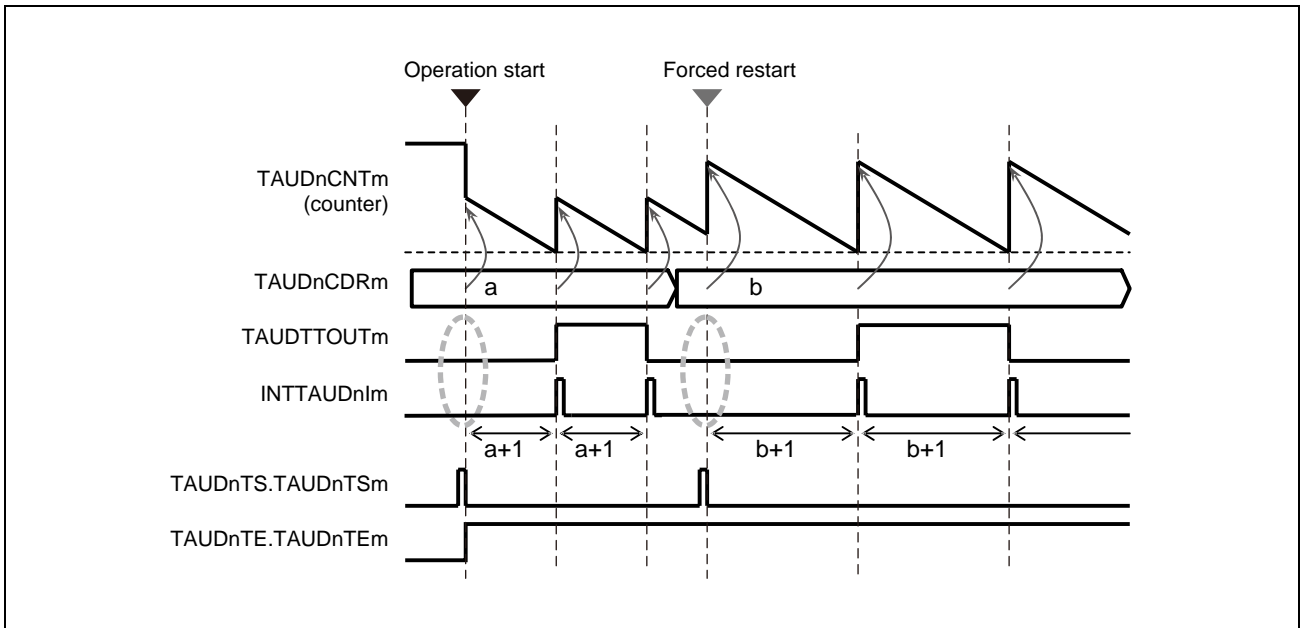 Operation start
Forced restart
TAUDnCNTm
(counter)
TAUDnCDRm
a
b
TAUDTTOUTm
INTTAUDnIm
a+1
a+1
b+1
b+1
TAUDnTS.TAUDnTSm
TAUDnTE.TAUDnTEm